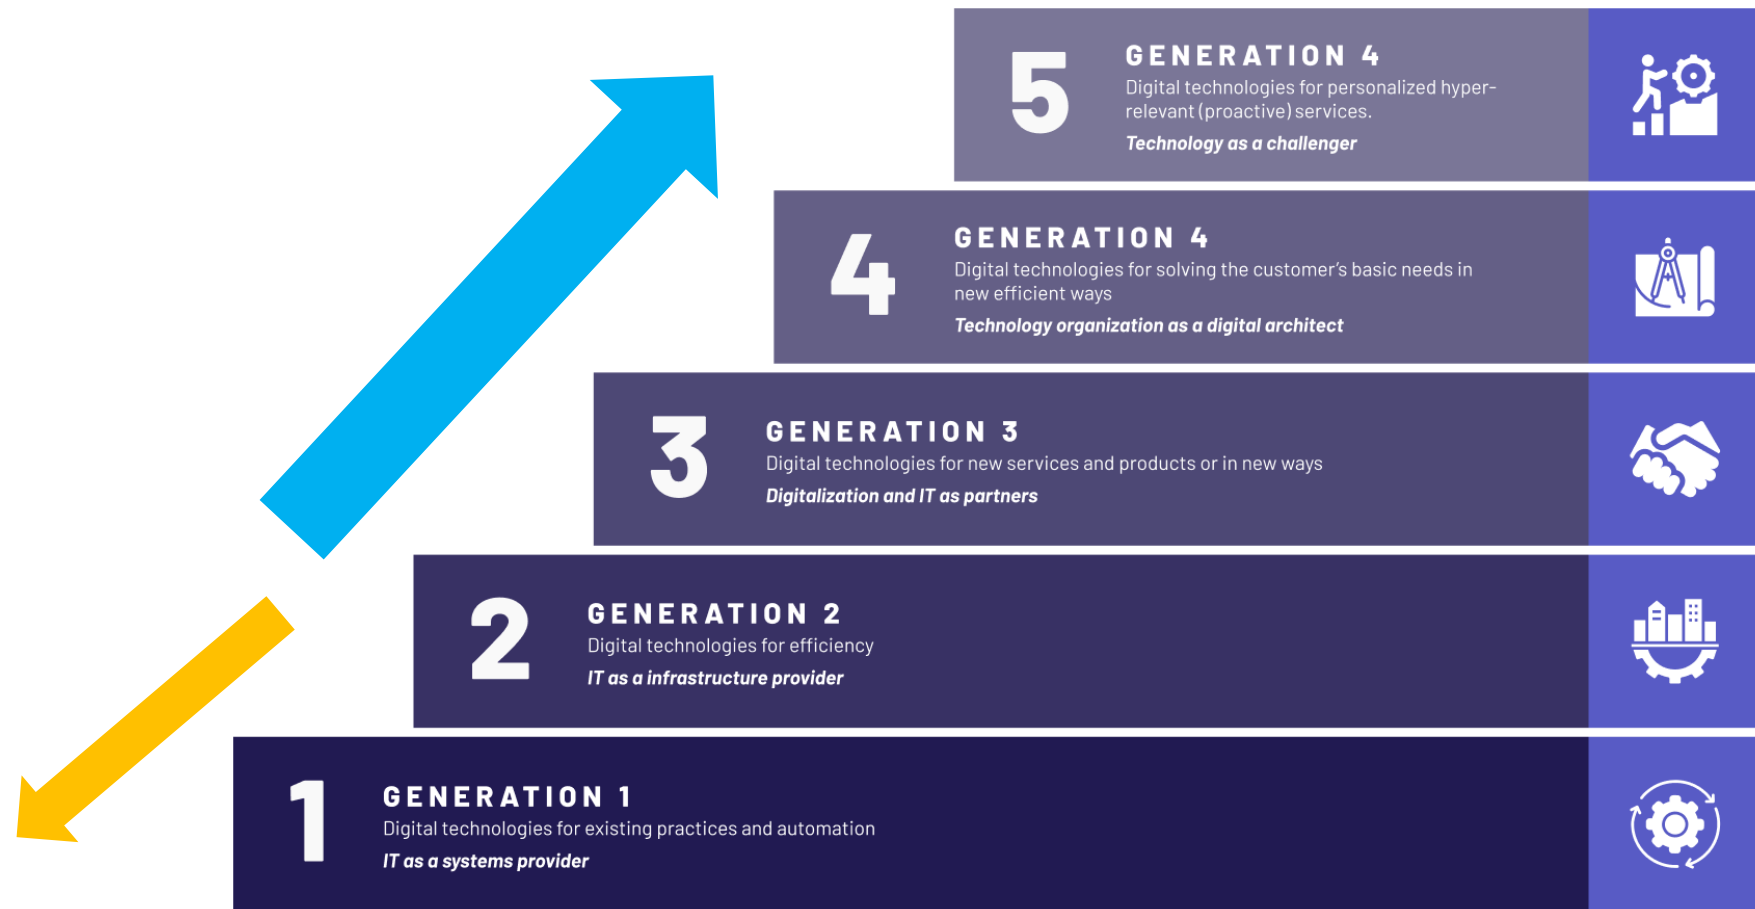 5
GENERATION 4
Digital technologies for personalized hyper-
relevant (proactive) services.
Technology as a challenger
4
GENERATION 4
Digital technologies for solving the customer's basic needs in
new efficient ways
Technology organization as a digital architect
3
GENERATION 3
Digital technologies for new services and products or in new ways
Digitalization and IT as partners
2
GENERATION 2
Digital technologies for efficiency
IT as a infrastructure provider
1
GENERATION 1
Digital technologies for existing practices and automation
IT as a systems provider